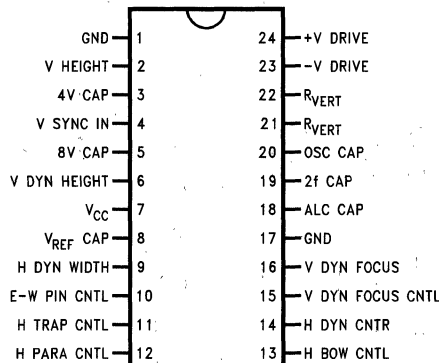 GND 1 24 +V DRIVE
V HEIGHT 2 23 -V DRIVE
4V CAP 3 22 RVERT
V SYNC IN 4 21 RVERT
8V CAP 5 20 OSC CAP
V DYN HEIGHT 6 19 2f CAP
VCC 7 18 ALC CAP
VREF CAP 8 17 GND
H DYN WIDTH 9 16 V DYN FOCUS
E-W PIN CNTL 10 15 V DYN FOCUS CNTL
H TRAP CNTL 11 14 H DYN CNTR
H PARA CNTL 12 13 H BOW CNTL